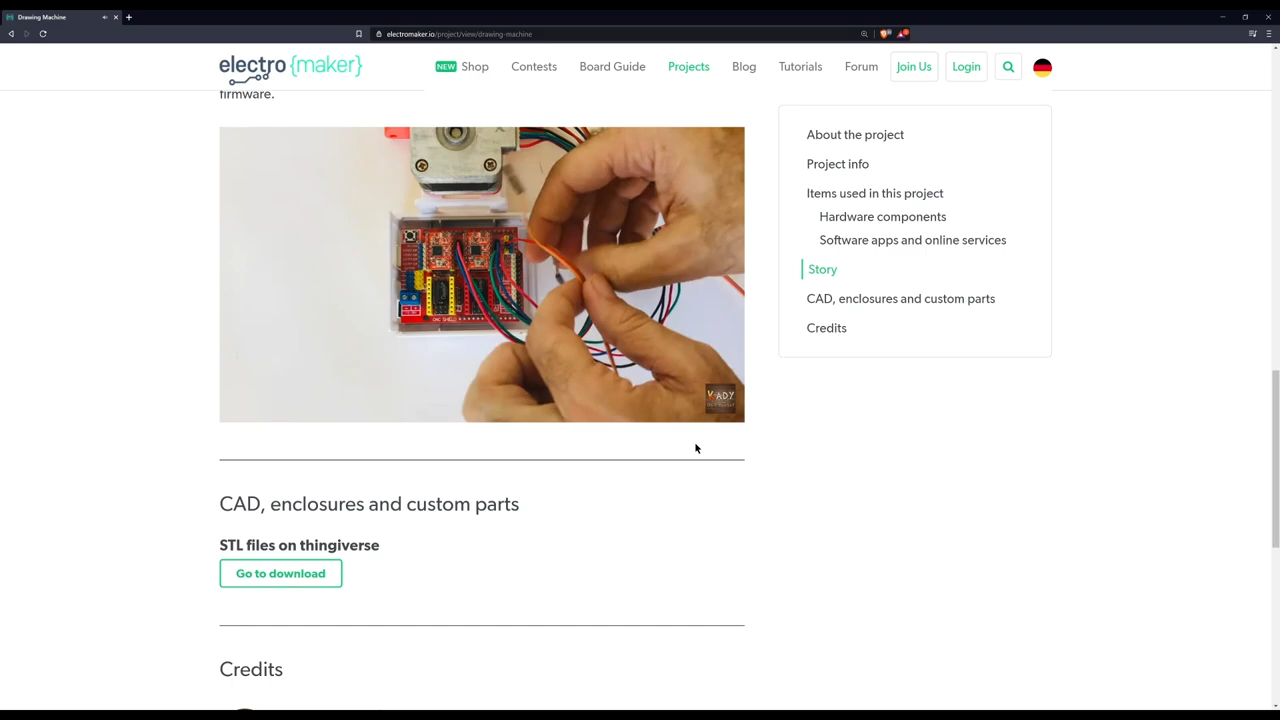 Drawing Machine
electromaker.io/project/view/drawing-machine
electro {maker}
NEW Shop Contests Board Guide Projects Blog Tutorials Forum Join Us Login
firmware.
CNC SHIELD
About the project
Project info
Items used in this project
Hardware components
Software apps and online services
Story
CAD, enclosures and custom parts
Credits
CAD, enclosures and custom parts
STL files on thingiverse
Go to download
Credits